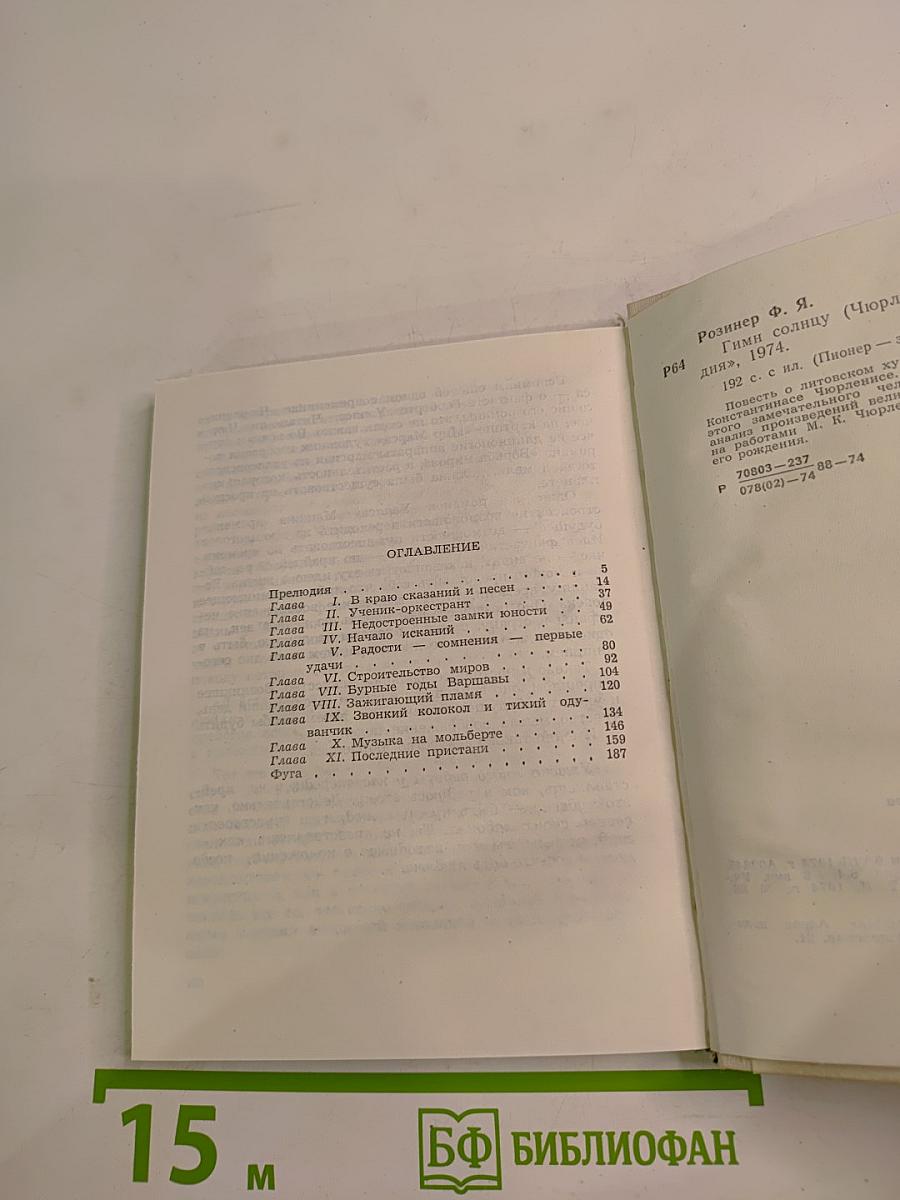 ОГЛАВЛЕНИЕ
Прелюдия . . . . . . . . . . . . . . 5
Глава I. В краю сказаний и песен . . . . 14
Глава II. Ученик-оркестрант . . . . . . 37
Глава III. Недостроенные замки юности . . 49
Глава IV. Начало исканий . . . . . . . 62
Глава V. Радости — сомнения — первые
удачи . . . . . . . . . . . . 80
Глава VI. Строительство миров . . . . . 92
Глава VII. Бурные годы Варшавы . . . . 104
Глава VIII. Зажигающий пламя . . . . . 120
Глава IX. Звонкий колокол и тихий оду-
ванчик . . . . . . . . . . . 134
Глава X. Музыка на мольберте . . . . . 146
Глава XI. Последние пристани . . . . . 159
Фуга . . . . . . . . . . . . . . . 187
Розинер Ф. Я.
Р64 Гимн солнцу (Чюрл
дия», 1974.
192 с. с ил. (Пионер — з
Повесть о литовском ху
Константинасе Чюрленисе.
этого замечательного чел
анализ произведений вели
на работами М. К. Чюрле
его рождения.
Р 70803—237
078(02)—74 88—74
15 м
БФ БИБЛИОФАН